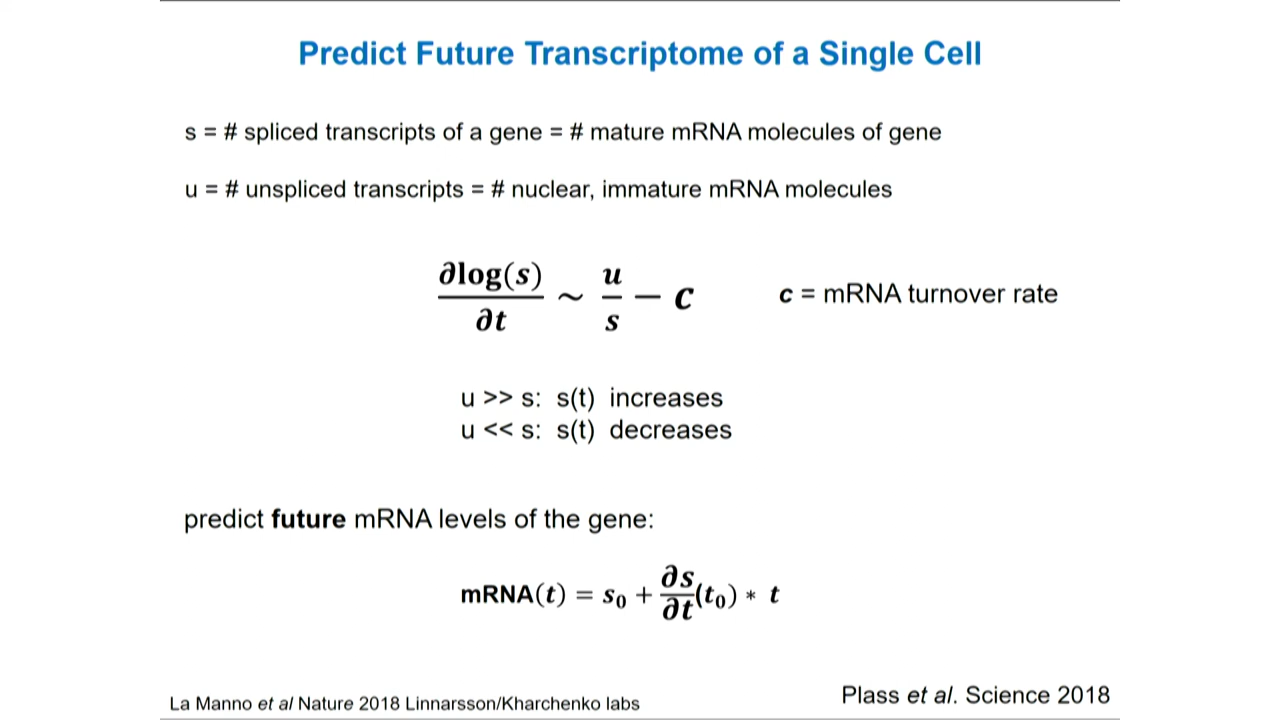 Predict Future Transcriptome of a Single Cell
s = # spliced transcripts of a gene = # mature mRNA molecules of gene
u = # unspliced transcripts = # nuclear, immature mRNA molecules
∂log(s)/∂t ~ u/s − c c = mRNA turnover rate
u >> s: s(t) increases
u << s: s(t) decreases
predict future mRNA levels of the gene:
mRNA(t) = s₀ + ∂s/∂t(t₀) * t
La Manno et al Nature 2018 Linnarsson/Kharchenko labs
Plass et al. Science 2018